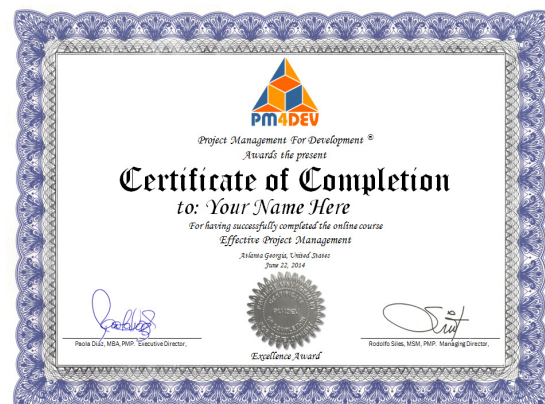 PM4DEV
Project Management For Development ®
Awards the present
Certificate of Completion
to: Your Name Here
For having successfully completed the online course
Effective Project Management
Atlanta Georgia, United States
June 22, 2014
Paola Diaz, MBA, PMP. Executive Director,
Rodolfo Siles, MSM, PMP. Managing Director,
Excellence Award